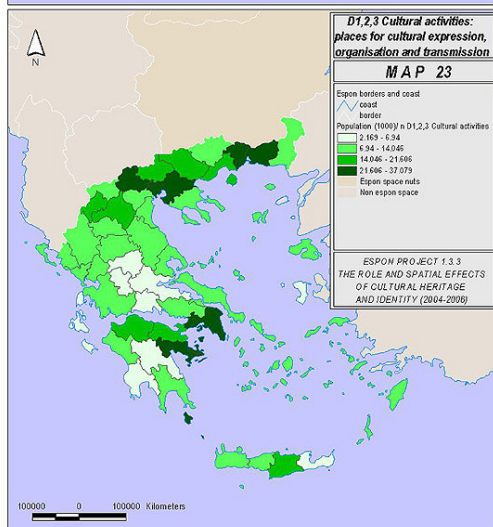 D1,2,3 Cultural activities:
places for cultural expression,
organisation and transmission
MAP 23
N
Espon borders and coast
coast
border
Population (1000)/ n D1,2,3 Cultural activities
2.169 - 6.94
6.94 - 14.046
14.046 - 21.606
21.606 - 37.079
Espon space nuts
Non espon space
ESPON PROJECT 1.3.3
THE ROLE AND SPATIAL EFFECTS
OF CULTURAL HERITAGE
AND IDENTITY (2004-2006)
100000 0 100000 Kilometers